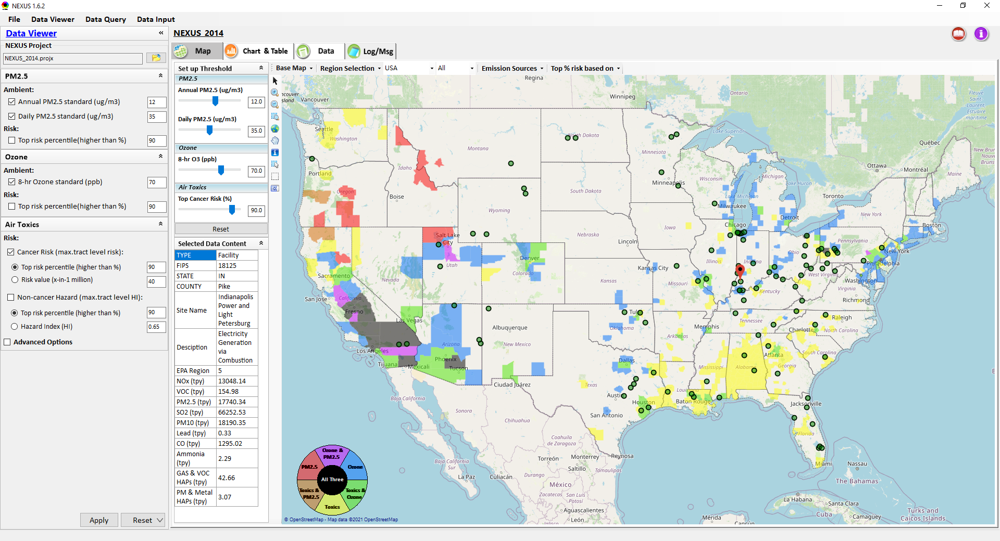 NEXUS 1.6.2
File Data Viewer Data Query Data Input
Data Viewer «
NEXUS Project
NEXUS_2014.projx
PM2.5
Ambient:
Annual PM2.5 standard (ug/m3) 12
Daily PM2.5 standard (ug/m3) 35
Risk:
Top risk percentile(higher than %) 90
Ozone
Ambient:
8-hr Ozone standard (ppb) 70
Risk:
Top risk percentile(higher than %) 90
Air Toxics
Risk:
Cancer Risk (max.tract level risk):
Top risk percentile (higher than %) 90
Risk value (x-in-1 million) 40
Non-cancer Hazard (max.tract level HI):
Top risk percentile (higher than %) 90
Hazard Index (HI) 0.65
Advanced Options
Apply Reset
NEXUS_2014
Map Chart & Table Data Log/Msg
Set up Threshold
PM2.5
Annual PM2.5 (ug/m3)
12.0
Daily PM2.5 (ug/m3)
35.0
Ozone
8-hr O3 (ppb)
70.0
Air Toxics
Top Cancer Risk (%)
90.0
Reset
Selected Data Content
TYPE Facility
FIPS 18125
STATE IN
COUNTY Pike
Site Name Indianapolis
Power and
Light
Petersburg
Desciption Electricity
Generation
via
Combustion
EPA Region 5
NOx (tpy) 13048.14
VOC (tpy) 154.98
PM2.5 (tpy) 17740.34
SO2 (tpy) 66252.53
PM10 (tpy) 18190.35
Lead (tpy) 0.33
CO (tpy) 1295.02
Ammonia
(tpy) 2.29
GAS & VOC
HAPs (tpy) 42.66
PM & Metal
HAPs (tpy) 3.07
Base Map Region Selection USA All Emission Sources Top % risk based on
Regina
Winnipeg
Ontario
Fleuve
Saint-
Laurent,
Estuaire
maritime
ncouver
sland
Vancouver
Seattle
Washington
Montana
North Dakota
Minnesota
Lake Superior
Québec
New Brun
Nouve
Brun
Ottawa
Montréal
Maine
Portland
Idaho
Oregon
Boise
South Dakota
Minneapolis
Wisconsin
Michigan
Lake Huron
Toronto
Lake Michigan
Milwaukee
Detroit
New York
Boston
Wyoming
Chicago
Iowa
Nebraska
Lincoln
Salt Lake
City
Utah
Denver
Colorado
Pennsylvania
New York
Philadelphia
Ohio
Illinois
Indiana
Kansas City
Kansas
Missouri
West Virginia
Washington
Virginia
Richmond
Kentucky
Sacramento
Nevada
San Jose
California
Fresno
Las Vegas
Albuquerque
New Mexico
Arizona
Tul
Oklahoma
Memphis
Arkansas
Tennessee
Raleigh
Charlotte
North Carolina
South Carolina
Atlanta
Georgia
Alabama
Mississippi
Los Angeles
Tijuana
Mexicali
Phoenix
Tucson
Ciudad Juárez
Dallas
Texas
Austin
Houston
San Antonio
Louisiana
Baton Rouge
Jacksonville
Florida
Miami
Nassau
The Bahamas
Baja California
Sonora
Chihuahua
Coahuila
de Zaragoza
Baja California
Sur
La Paz
Culiacán
Torreón
Monterrey
Reynosa
Saltillo
Tamaulipas
Durango
México
Zacatecas
San Luis
Potosí
Aguascalientes
León
Jalisco
Mérida
Cancún
La Habana
Santa Clara
Cuba
Camagüey
Turks and
Caicos Islands
Ozone &
PM2.5
PM2.5
Ozone
All Three
Toxics &
PM2.5
Toxics &
Ozone
Toxics
© OpenStreetMap - Map data ©2021 OpenStreetMap